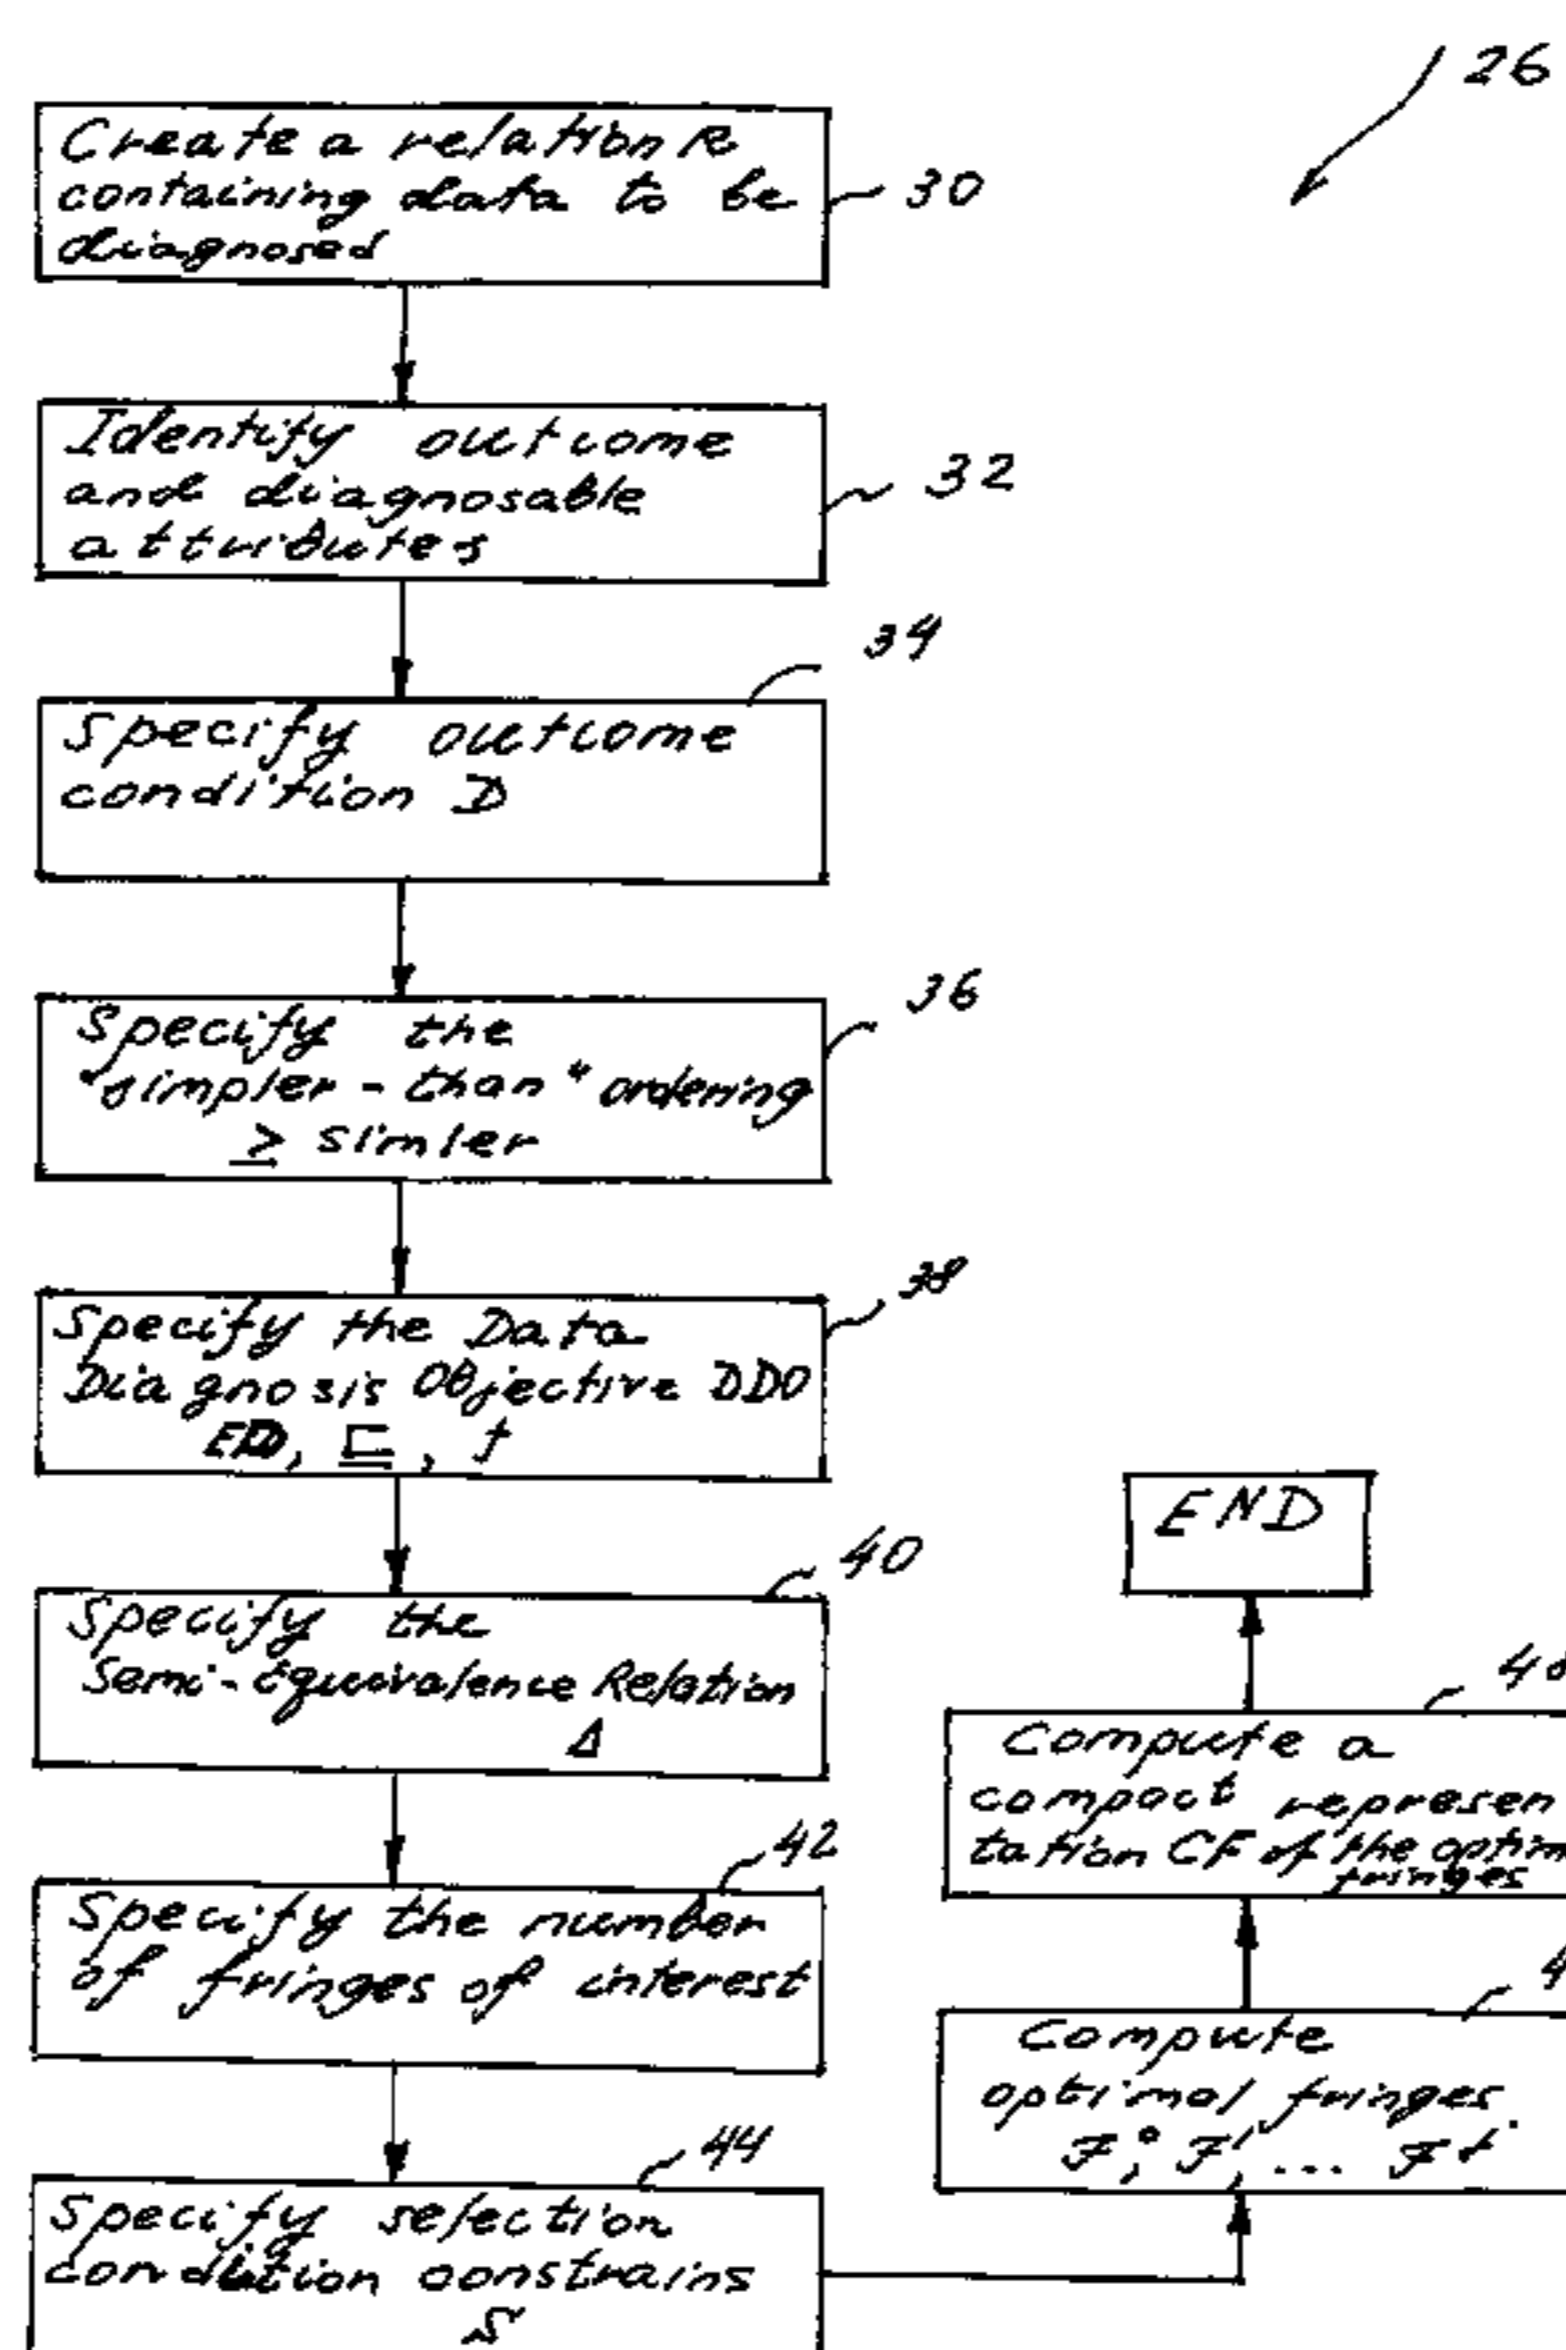 26
Create a relation R
containing data to be
diagnosed
30
Identify outcome
and diagnosable
attributes
32
34
Specify outcome
condition D
36
Specify the
"simpler-than" ordering
≥ simler
38
Specify the Data
Diagnosis Objective DDO
⊑, f
40
Specify the
Semi-Equivalence Relation
Δ
42
Specify the number
of fringes of interest
44
Specify selection
condition constrains
S
Compute
optimal fringes
F⁰, F¹, ... Fᵗ
Compute a
compact represen
tation CF of the optim
fringes
END